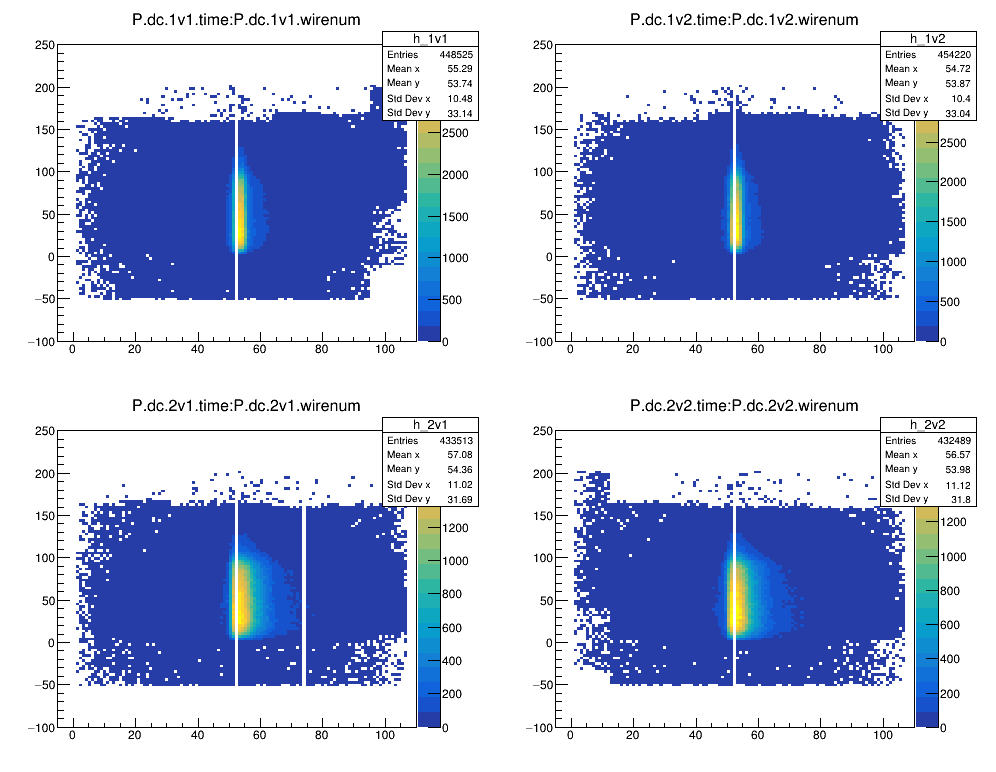 P.dc.1v1.time:P.dc.1v1.wirenum
h_1v1
Entries 448525
Mean x 55.29
Mean y 53.74
Std Dev x 10.48
Std Dev y 33.14
250
200
150
100
50
0
−50
−100
0 20 40 60 80 100
2500
2000
1500
1000
500
0
P.dc.1v2.time:P.dc.1v2.wirenum
h_1v2
Entries 454220
Mean x 54.72
Mean y 53.87
Std Dev x 10.4
Std Dev y 33.04
250
200
150
100
50
0
−50
−100
0 20 40 60 80 100
2500
2000
1500
1000
500
0
P.dc.2v1.time:P.dc.2v1.wirenum
h_2v1
Entries 433513
Mean x 57.08
Mean y 54.36
Std Dev x 11.02
Std Dev y 31.69
250
200
150
100
50
0
−50
−100
0 20 40 60 80 100
1200
1000
800
600
400
200
0
P.dc.2v2.time:P.dc.2v2.wirenum
h_2v2
Entries 432489
Mean x 56.57
Mean y 53.98
Std Dev x 11.12
Std Dev y 31.8
250
200
150
100
50
0
−50
−100
0 20 40 60 80 100
1200
1000
800
600
400
200
0